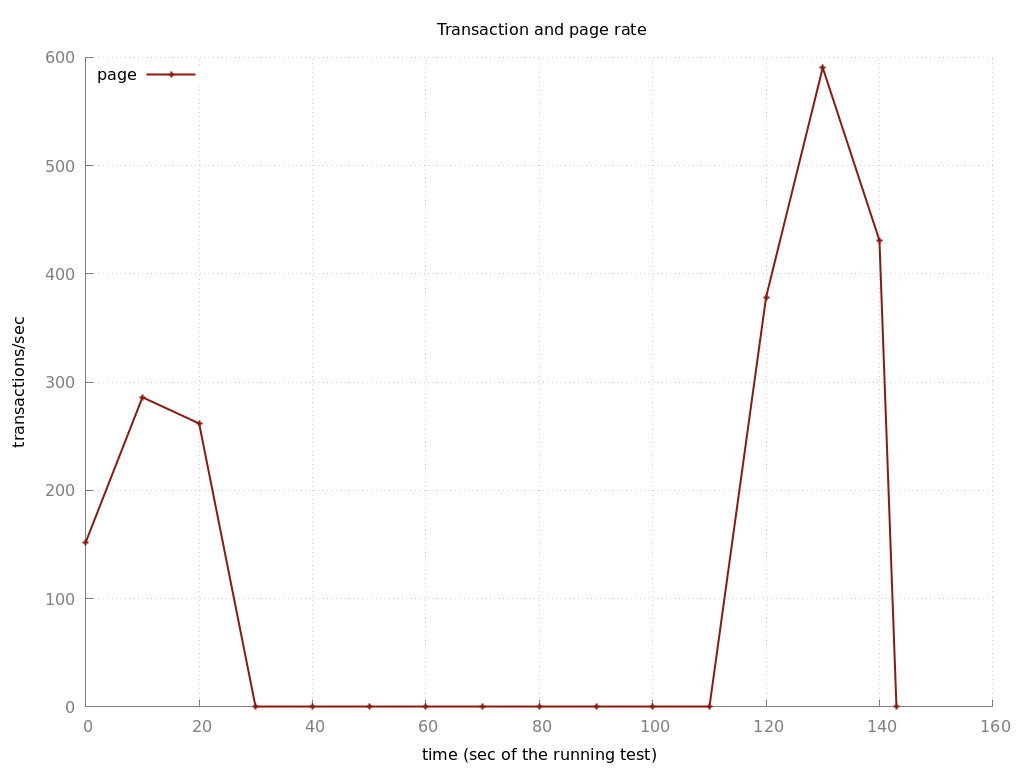 Transaction and page rate
600
page
500
400
300
200
100
0
transactions/sec
0 20 40 60 80 100 120 140 160
time (sec of the running test)